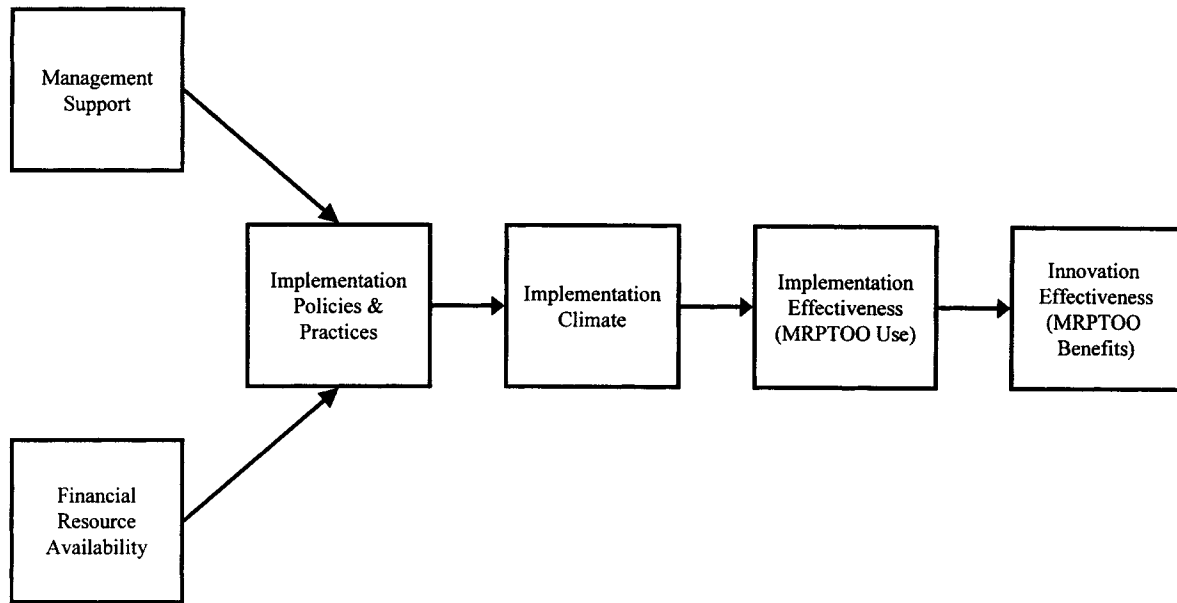 Management
Support
Implementation
Policies &
Practices
Implementation
Climate
Implementation
Effectiveness
(MRPTOO Use)
Innovation
Effectiveness
(MRPTOO
Benefits)
Financial
Resource
Availability